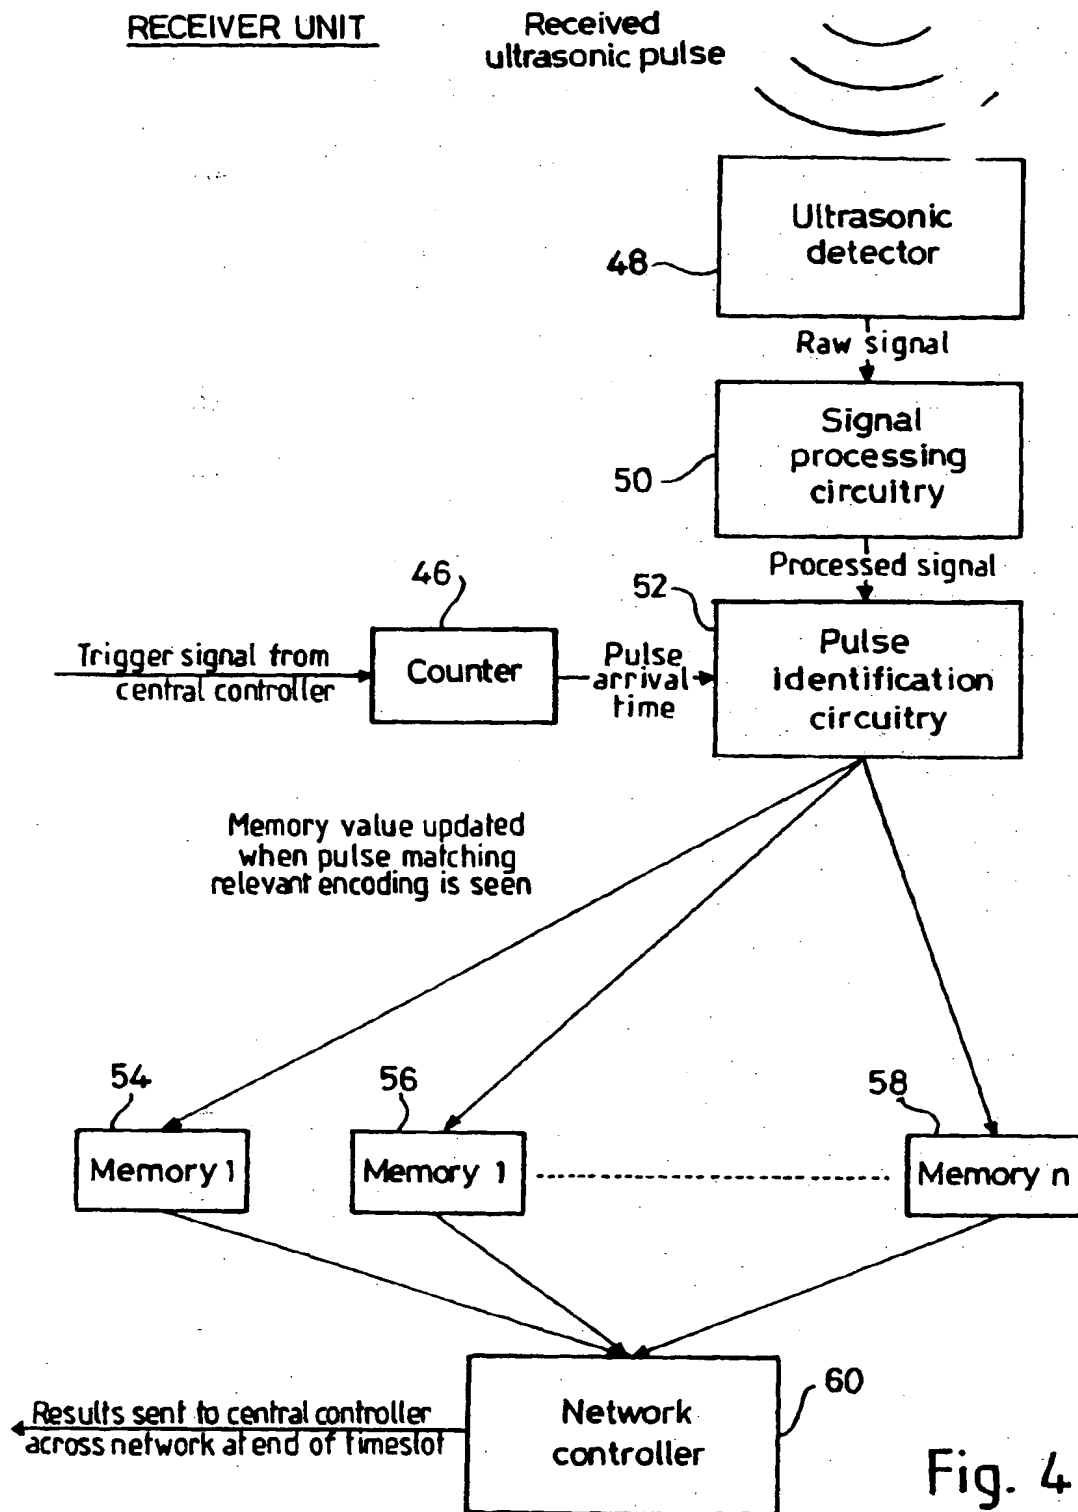 RECEIVER UNIT
Received
ultrasonic pulse
Ultrasonic
detector
48
Raw signal
Signal
processing
circuitry
50
Processed signal
46
52
Trigger signal from
central controller
Counter
Pulse
arrival
time
Pulse
identification
circuitry
Memory value updated
when pulse matching
relevant encoding is seen
54
56
58
Memory 1
Memory 1
Memory n
60
Network
controller
Results sent to central controller
across network at end of timeslot
Fig. 4